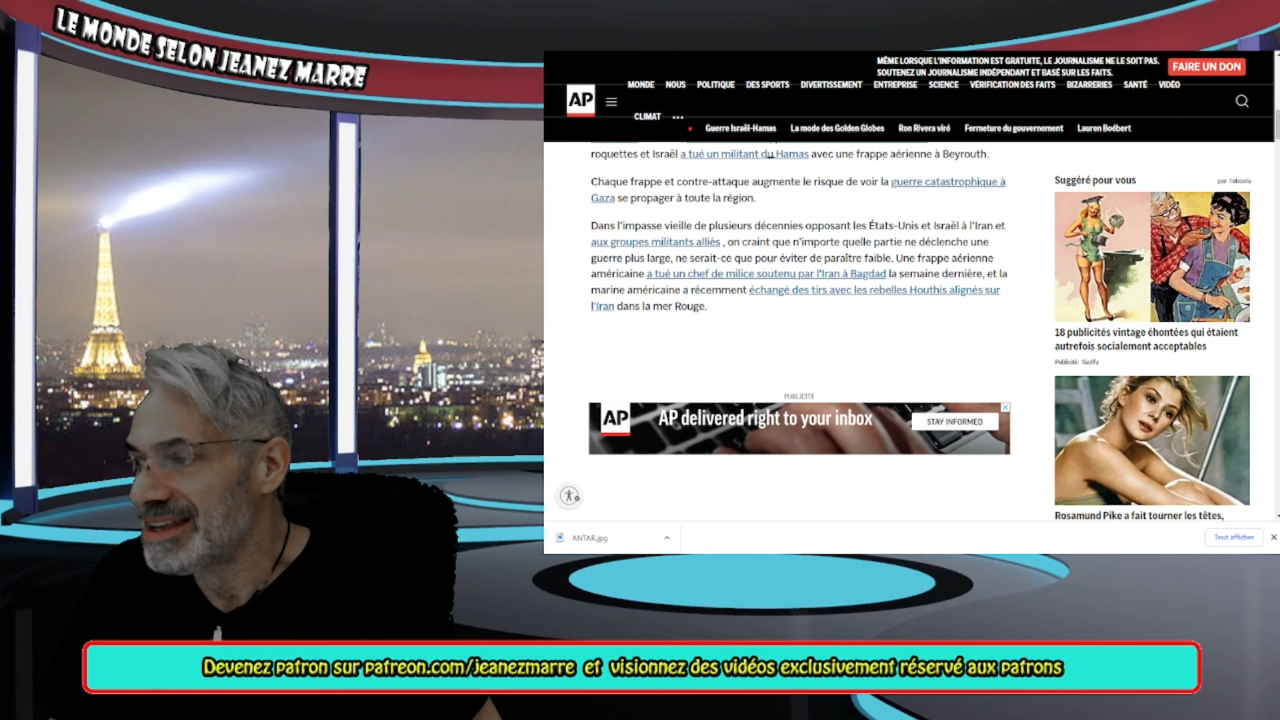 LE MONDE SELON JEANEZ MARRE
MÊME LORSQUE L'INFORMATION EST GRATUITE, LE JOURNALISME NE LE SOIT PAS.
SOUTENEZ UN JOURNALISME INDÉPENDANT ET BASÉ SUR LES FAITS.
FAIRE UN DON
AP
MONDE NOUS POLITIQUE DES SPORTS DIVERTISSEMENT ENTREPRISE SCIENCE VÉRIFICATION DES FAITS BIZARRERIES SANTÉ VIDÉO
CLIMAT
Guerre Israël-Hamas La mode des Golden Globes Ron Rivera viré Fermeture du gouvernement Lauren Boebert
roquettes et Israël a tué un militant du Hamas avec une frappe aérienne à Beyrouth.
Chaque frappe et contre-attaque augmente le risque de voir la guerre catastrophique à
Gaza se propager à toute la région.
Dans l'impasse vieille de plusieurs décennies opposant les États-Unis et Israël à l'Iran et
aux groupes militants alliés , on craint que n'importe quelle partie ne déclenche une
guerre plus large, ne serait-ce que pour éviter de paraître faible. Une frappe aérienne
américaine a tué un chef de milice soutenu par l'Iran à Bagdad la semaine dernière, et la
marine américaine a récemment échangé des tirs avec les rebelles Houthis alignés sur
l'Iran dans la mer Rouge.
PUBLICITÉ
AP AP delivered right to your inbox STAY INFORMED
Suggéré pour vous
par Taboola
18 publicités vintage éhontées qui étaient
autrefois socialement acceptables
Publicité:
Rosamund Pike a fait tourner les têtes,
ANTAR.jpg
Tout afficher
Devenez patron sur patreon.com/jeanezmarre et visionnez des vidéos exclusivement réservé aux patrons